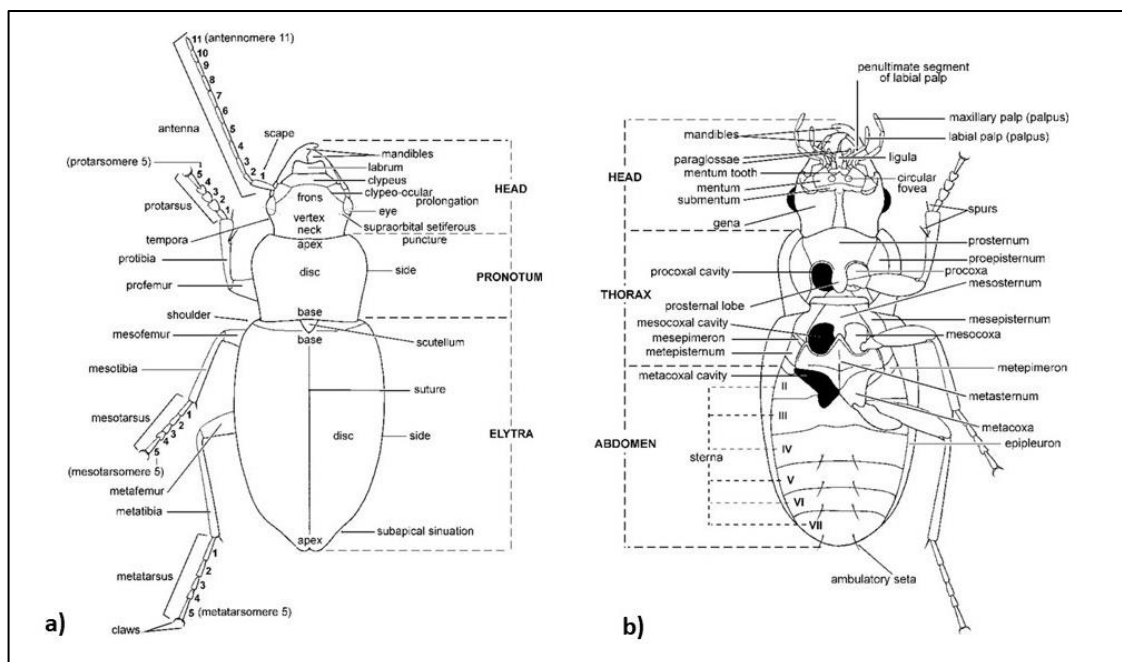 11 (antennomere 11)
10
9
8
7
6
5
4
3
2
1
antenna
scape
mandibles
labrum
clypeus
clypeo-ocular
prolongation
HEAD
frons
eye
vertex
supraorbital setiferous
puncture
neck
tempora
(protarsomere 5)
5
4
3
2
1
protarsus
protibia
profemur
apex
disc
side
PRONOTUM
base
shoulder
scutellum
base
mesofemur
mesotibia
suture
mesotarsus
1
2
3
4
5
(mesotarsomere 5)
disc
side
ELYTRA
metafemur
metatibia
subapical sinuation
apex
metatarsus
1
2
3
4
5 (metatarsomere 5)
claws
a)
penultimate segment
of labial palp
maxillary palp (palpus)
mandibles
labial palp (palpus)
paraglossae
ligula
mentum tooth
HEAD
circular
fovea
mentum
submentum
spurs
gena
prosternum
proepisternum
procoxal cavity
procoxa
THORAX
mesosternum
prosternal lobe
mesocoxal cavity
mesepisternum
mesepimeron
mesocoxa
metepisternum
metepimeron
metacoxal cavity
II
metasternum
III
metacoxa
ABDOMEN
epipleuron
IV
sterna
V
VI
VII
ambulatory seta
b)